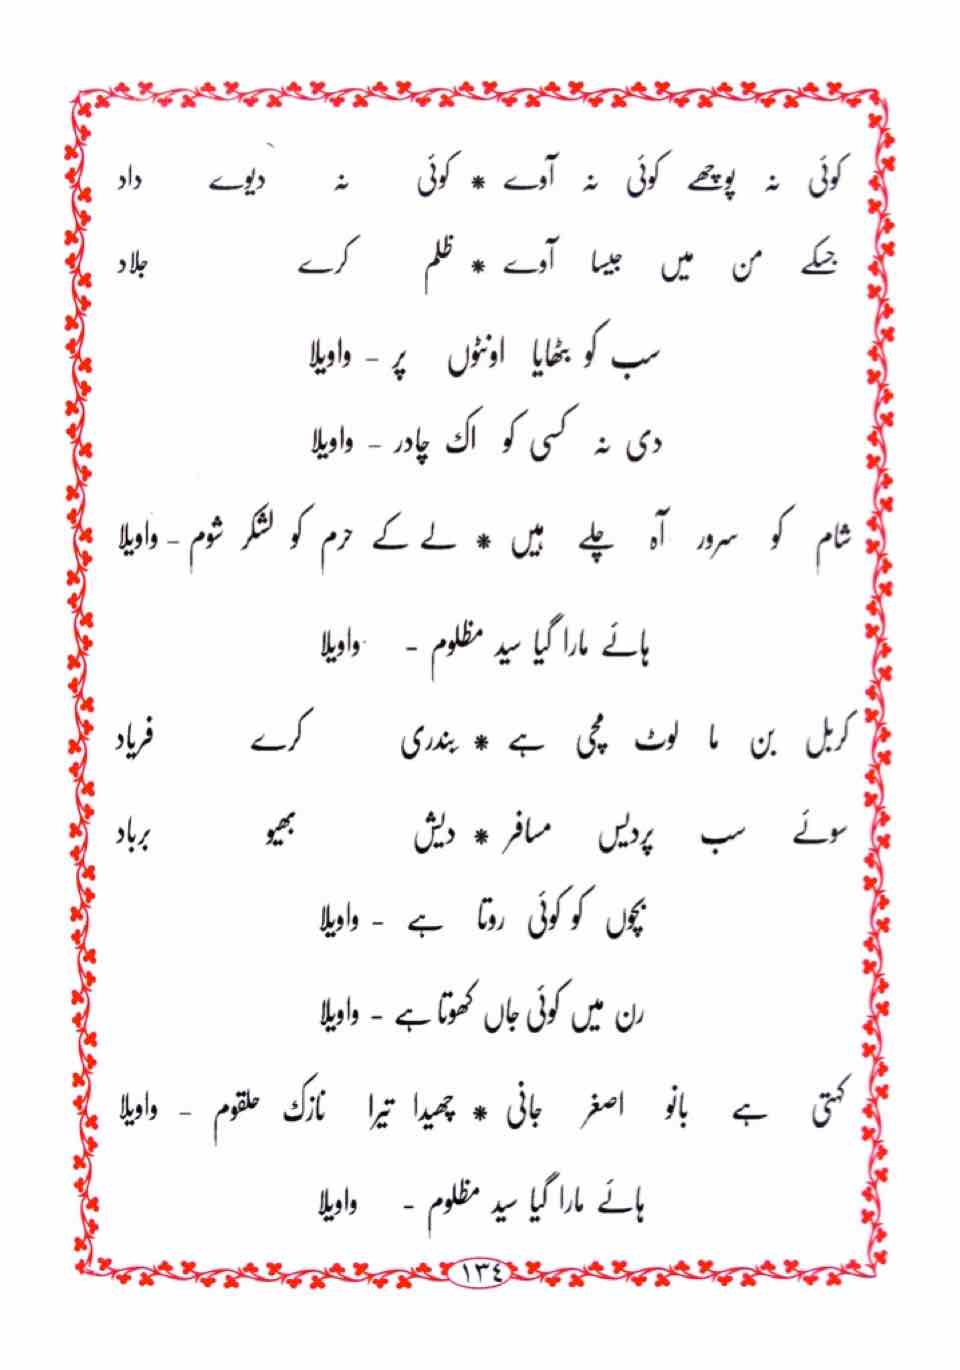 کوئی نہ پوچھے کوئی نہ آوے * کوئی نہ دیوے داد
جسکے من میں جیسا آوے * ظلم کرے جلاد
سب کو بٹھایا اونٹوں پر - واویلا
دی نہ کسی کو اک چادر - واویلا
شام کو سرور آہ چلے ہیں * لے کے حرم کو لشکر شوم - واویلا
ہائے مارا گیا سید مظلوم - واویلا
کربل بن ما لوٹ مچی ہے * بندری کرے فریاد
سوئے سب پردیس مسافر * دیش بھیو برباد
بچوں کو کوئی روتا ہے - واویلا
رن میں کوئی جاں کھوتا ہے - واویلا
کہتی ہے بانو اصغر جانی * چھیدا تیرا نازک حلقوم - واویلا
ہائے مارا گیا سید مظلوم - واویلا
١٣٤